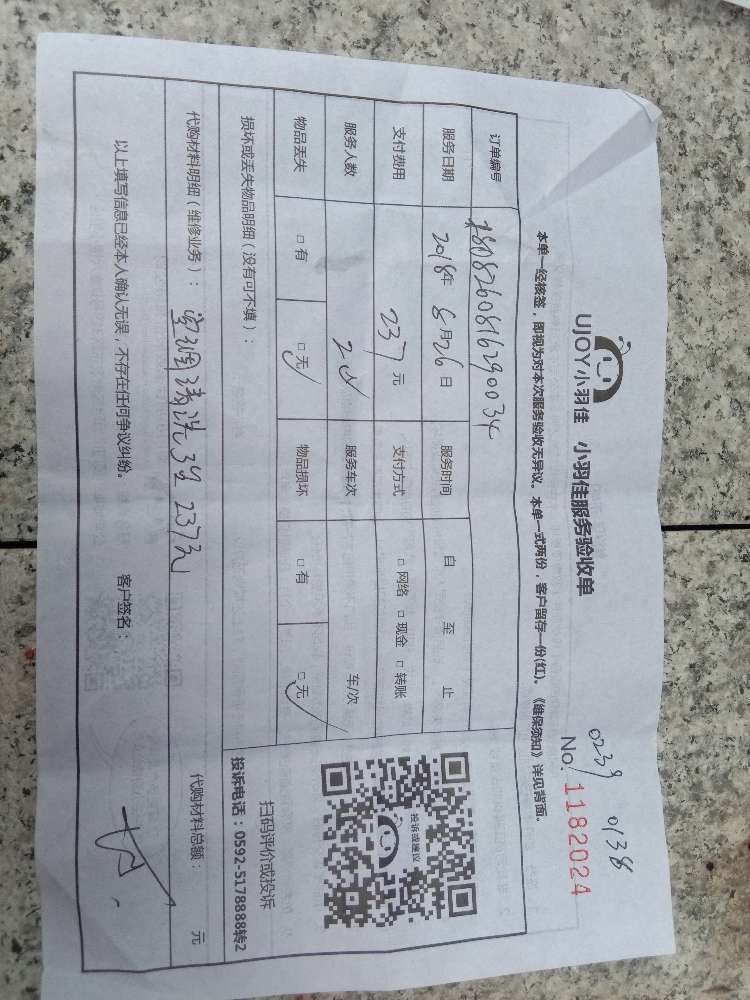 UJOY小羽佳 小羽佳服务验收单
0239 0138
No. 1182024
本单一经核签，即视为对本次服务验收无异议。本单一式两份，客户留存一份(红)。《维保须知》详见背面。
订单编号 1808260816290034
服务日期 2018年 8月26日 服务时间 自 至 止
支付费用 237元 支付方式 □网络 □现金 □转账
服务人数 2人 服务车次 车/次
物品丢失 □有 □无 物品损坏 □有 □无
损坏或丢失物品明细（没有可不填）：
投诉或建议
扫码评价或投诉
投诉电话：0592-5178888转2
代购材料明细（维修业务）：空调清洗3台 237元 代购材料总额： 元
以上填写信息已经本人确认无误，不存在任何争议纠纷。 客户签名：